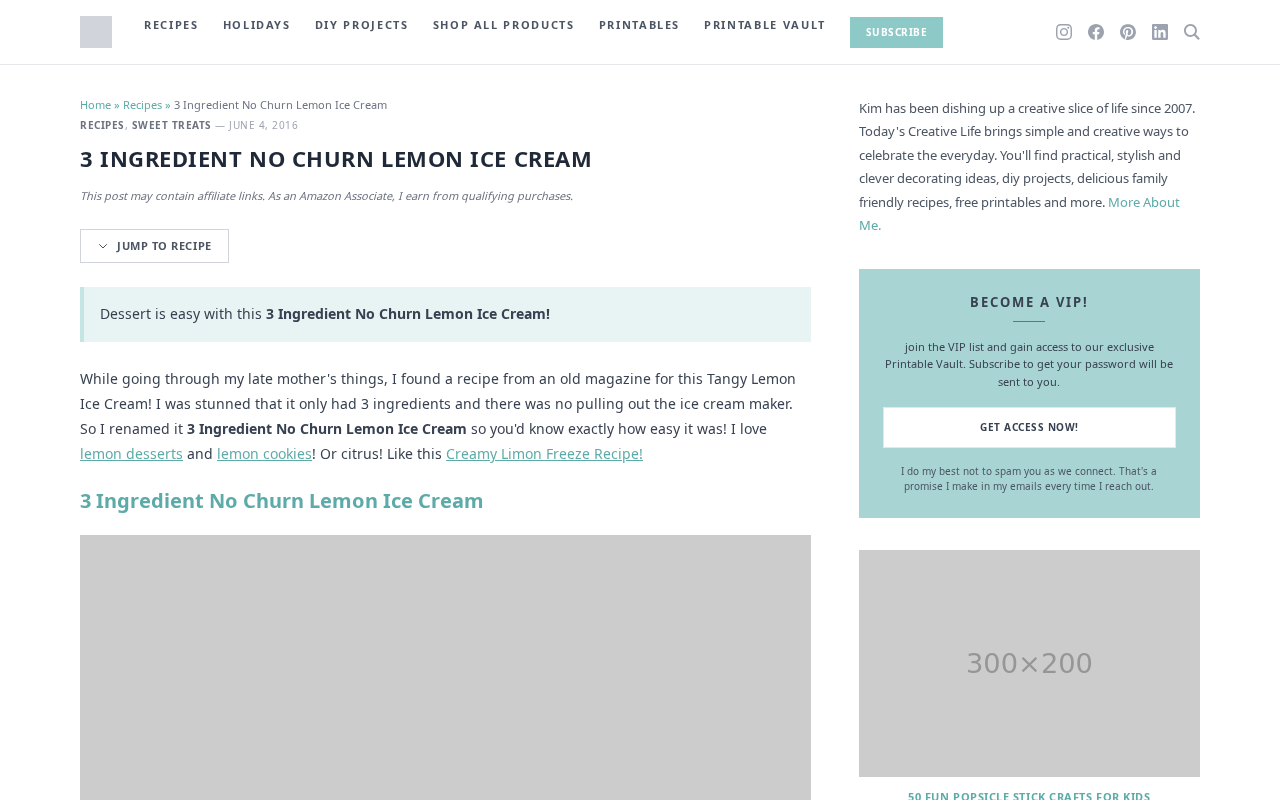 RECIPES HOLIDAYS DIY PROJECTS SHOP ALL PRODUCTS PRINTABLES PRINTABLE VAULT SUBSCRIBE
Home » Recipes » 3 Ingredient No Churn Lemon Ice Cream
RECIPES, SWEET TREATS — JUNE 4, 2016
3 INGREDIENT NO CHURN LEMON ICE CREAM
This post may contain affiliate links. As an Amazon Associate, I earn from qualifying purchases.
JUMP TO RECIPE
Dessert is easy with this 3 Ingredient No Churn Lemon Ice Cream!
While going through my late mother's things, I found a recipe from an old magazine for this Tangy Lemon
Ice Cream! I was stunned that it only had 3 ingredients and there was no pulling out the ice cream maker.
So I renamed it 3 Ingredient No Churn Lemon Ice Cream so you'd know exactly how easy it was! I love
lemon desserts and lemon cookies! Or citrus! Like this Creamy Limon Freeze Recipe!
3 Ingredient No Churn Lemon Ice Cream
Kim has been dishing up a creative slice of life since 2007.
Today's Creative Life brings simple and creative ways to
celebrate the everyday. You'll find practical, stylish and
clever decorating ideas, diy projects, delicious family
friendly recipes, free printables and more. More About
Me.
BECOME A VIP!
join the VIP list and gain access to our exclusive
Printable Vault. Subscribe to get your password will be
sent to you.
GET ACCESS NOW!
I do my best not to spam you as we connect. That's a
promise I make in my emails every time I reach out.
300×200
50 FUN POPSICLE STICK CRAFTS FOR KIDS